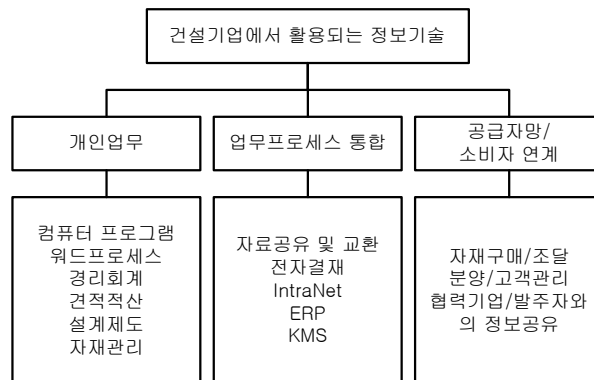 건설기업에서 활용되는 정보기술
개인업무
업무프로세스 통합
공급자망/
소비자 연계
컴퓨터 프로그램
워드프로세스
경리회계
견적적산
설계제도
자재관리
자료공유 및 교환
전자결재
IntraNet
ERP
KMS
자재구매/조달
분양/고객관리
협력기업/발주자와
의 정보공유